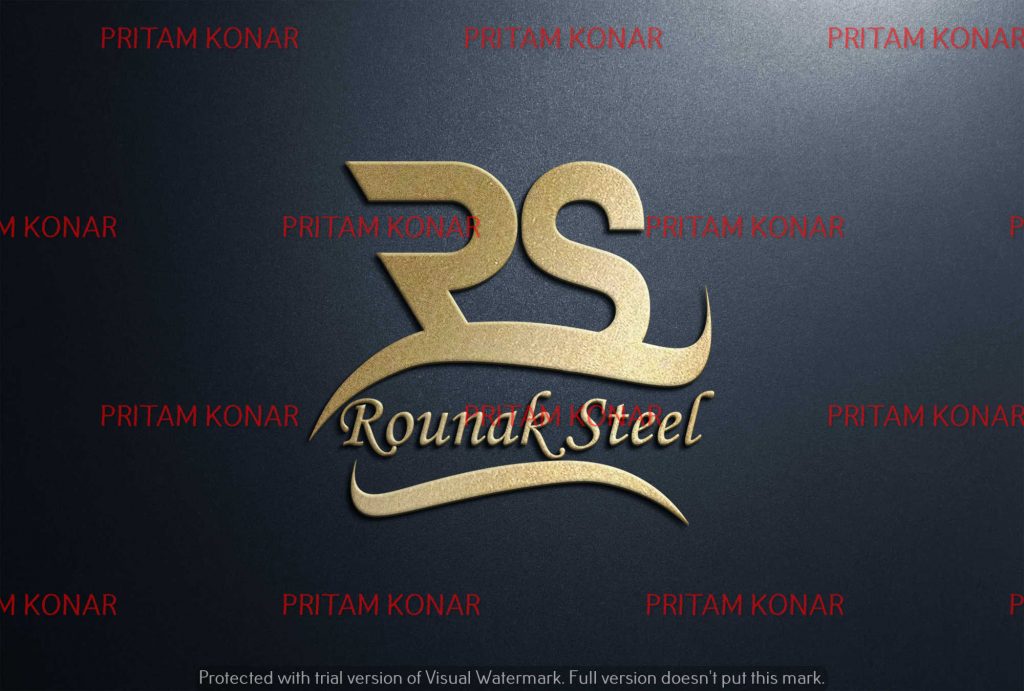 PRITAM KONAR PRITAM KONAR PRITAM KONAR
RS
M KONAR PRITAM KONAR PRITAM KONAR P
PRITAM KONAR PRITAM KONAR PRITAM KONAR
Rounak Steel
M KONAR PRITAM KONAR PRITAM KONAR P
Protected with trial version of Visual Watermark. Full version doesn't put this mark.